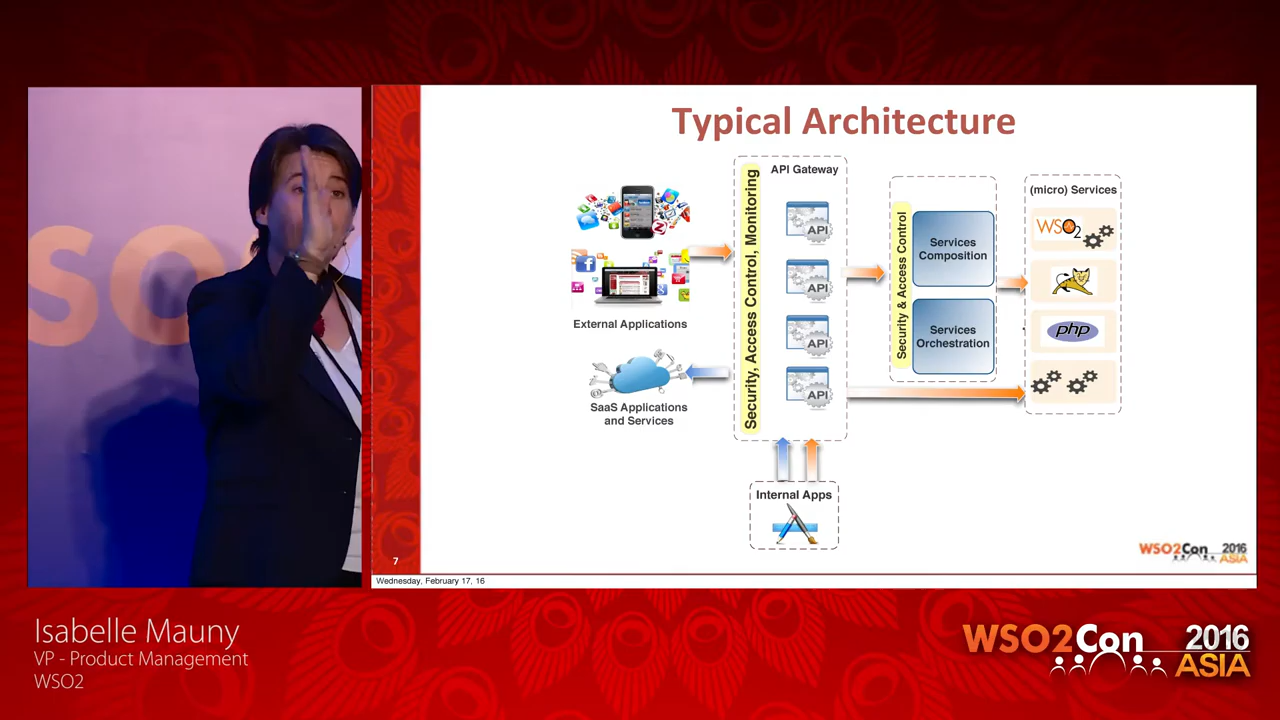 Typical Architecture
API Gateway
Security, Access Control, Monitoring
API
API
API
API
External Applications
SaaS Applications
and Services
Internal Apps
Security & Access Control
Services
Composition
Services
Orchestration
(micro) Services
WSO2
php
WSO2Con 2016
ASIA
7
Wednesday, February 17, 16
WSO2
Isabelle Mauny
VP - Product Management
WSO2
WSO2Con 2016
ASIA